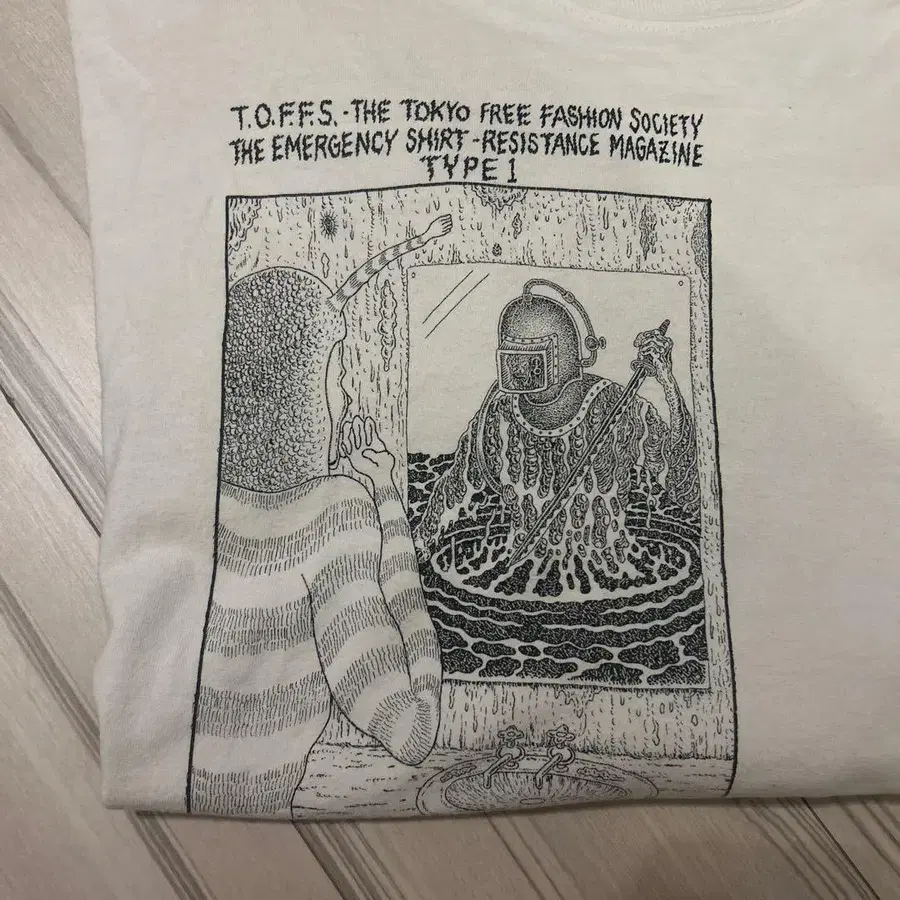 T.O.F.F.S.-THE TOKYO FREE FASHION SOCIETY
THE EMERGENCY SHIRT-RESISTANCE MAGAZINE
TYPE 1